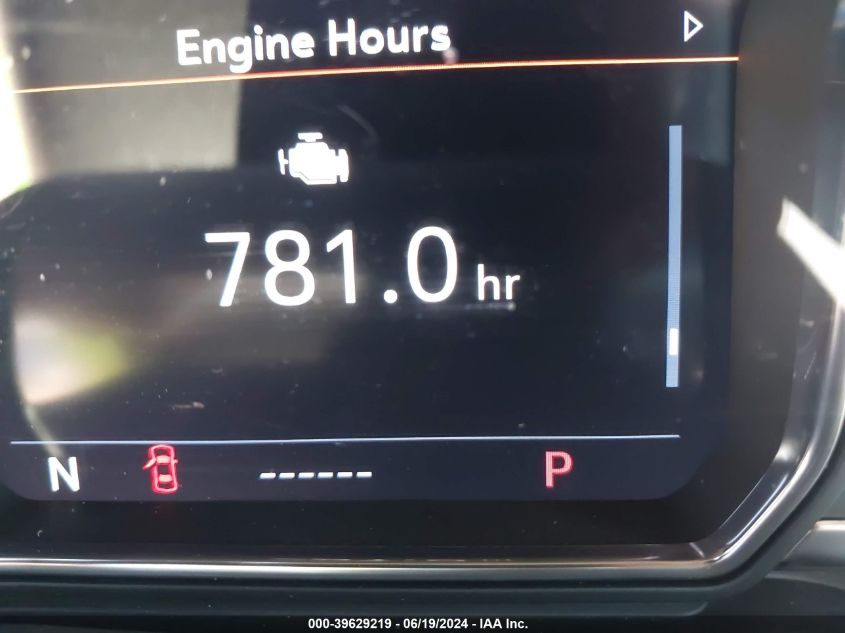 Engine Hours
781.0 hr
N ------ P
000-39629219 - 06/19/2024 - IAA Inc.